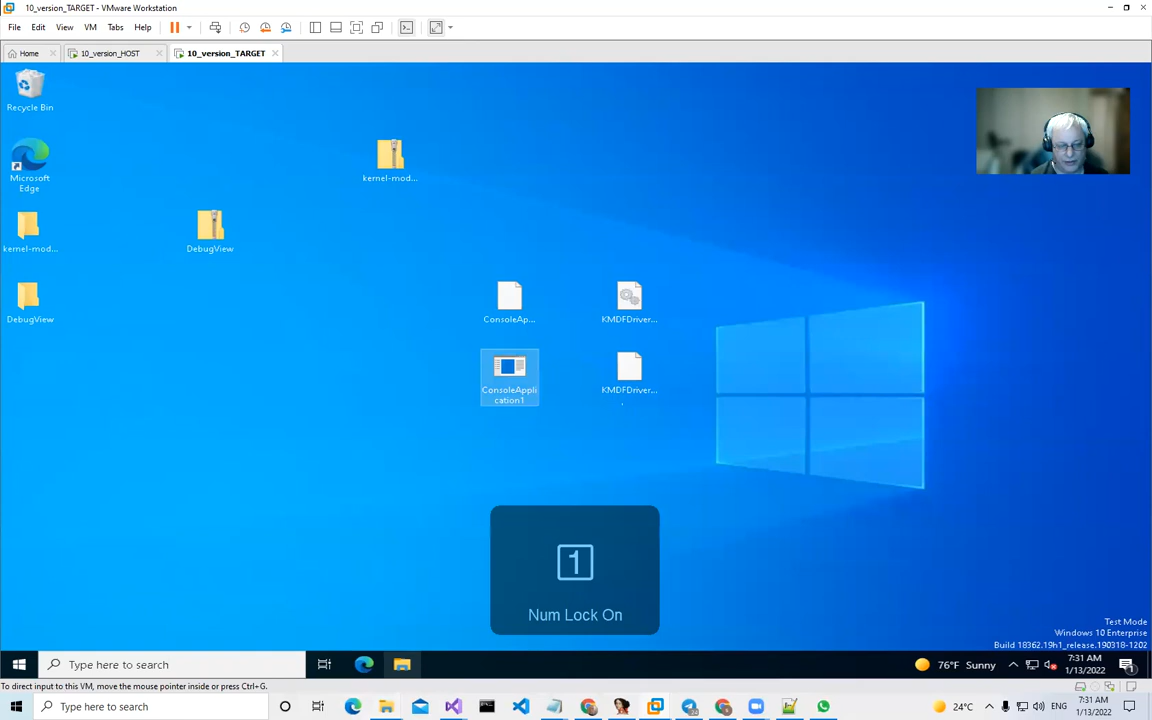 10_version_TARGET - VMware Workstation
File Edit View VM Tabs Help
Home 10_version_HOST 10_version_TARGET
Recycle Bin
Microsoft
Edge
kernel-mod...
kernel-mod...
DebugView
DebugView
ConsoleAp...
KMDFDriver...
ConsoleAppli
cation1
KMDFDriver...
1
Num Lock On
Test Mode
Windows 10 Enterprise
Build 18362.19h1_release.190318-1202
Type here to search
76°F Sunny
7:31 AM
1/13/2022
1
To direct input to this VM, move the mouse pointer inside or press Ctrl+G.
Type here to search
24°C
ENG
7:31 AM
1/13/2022